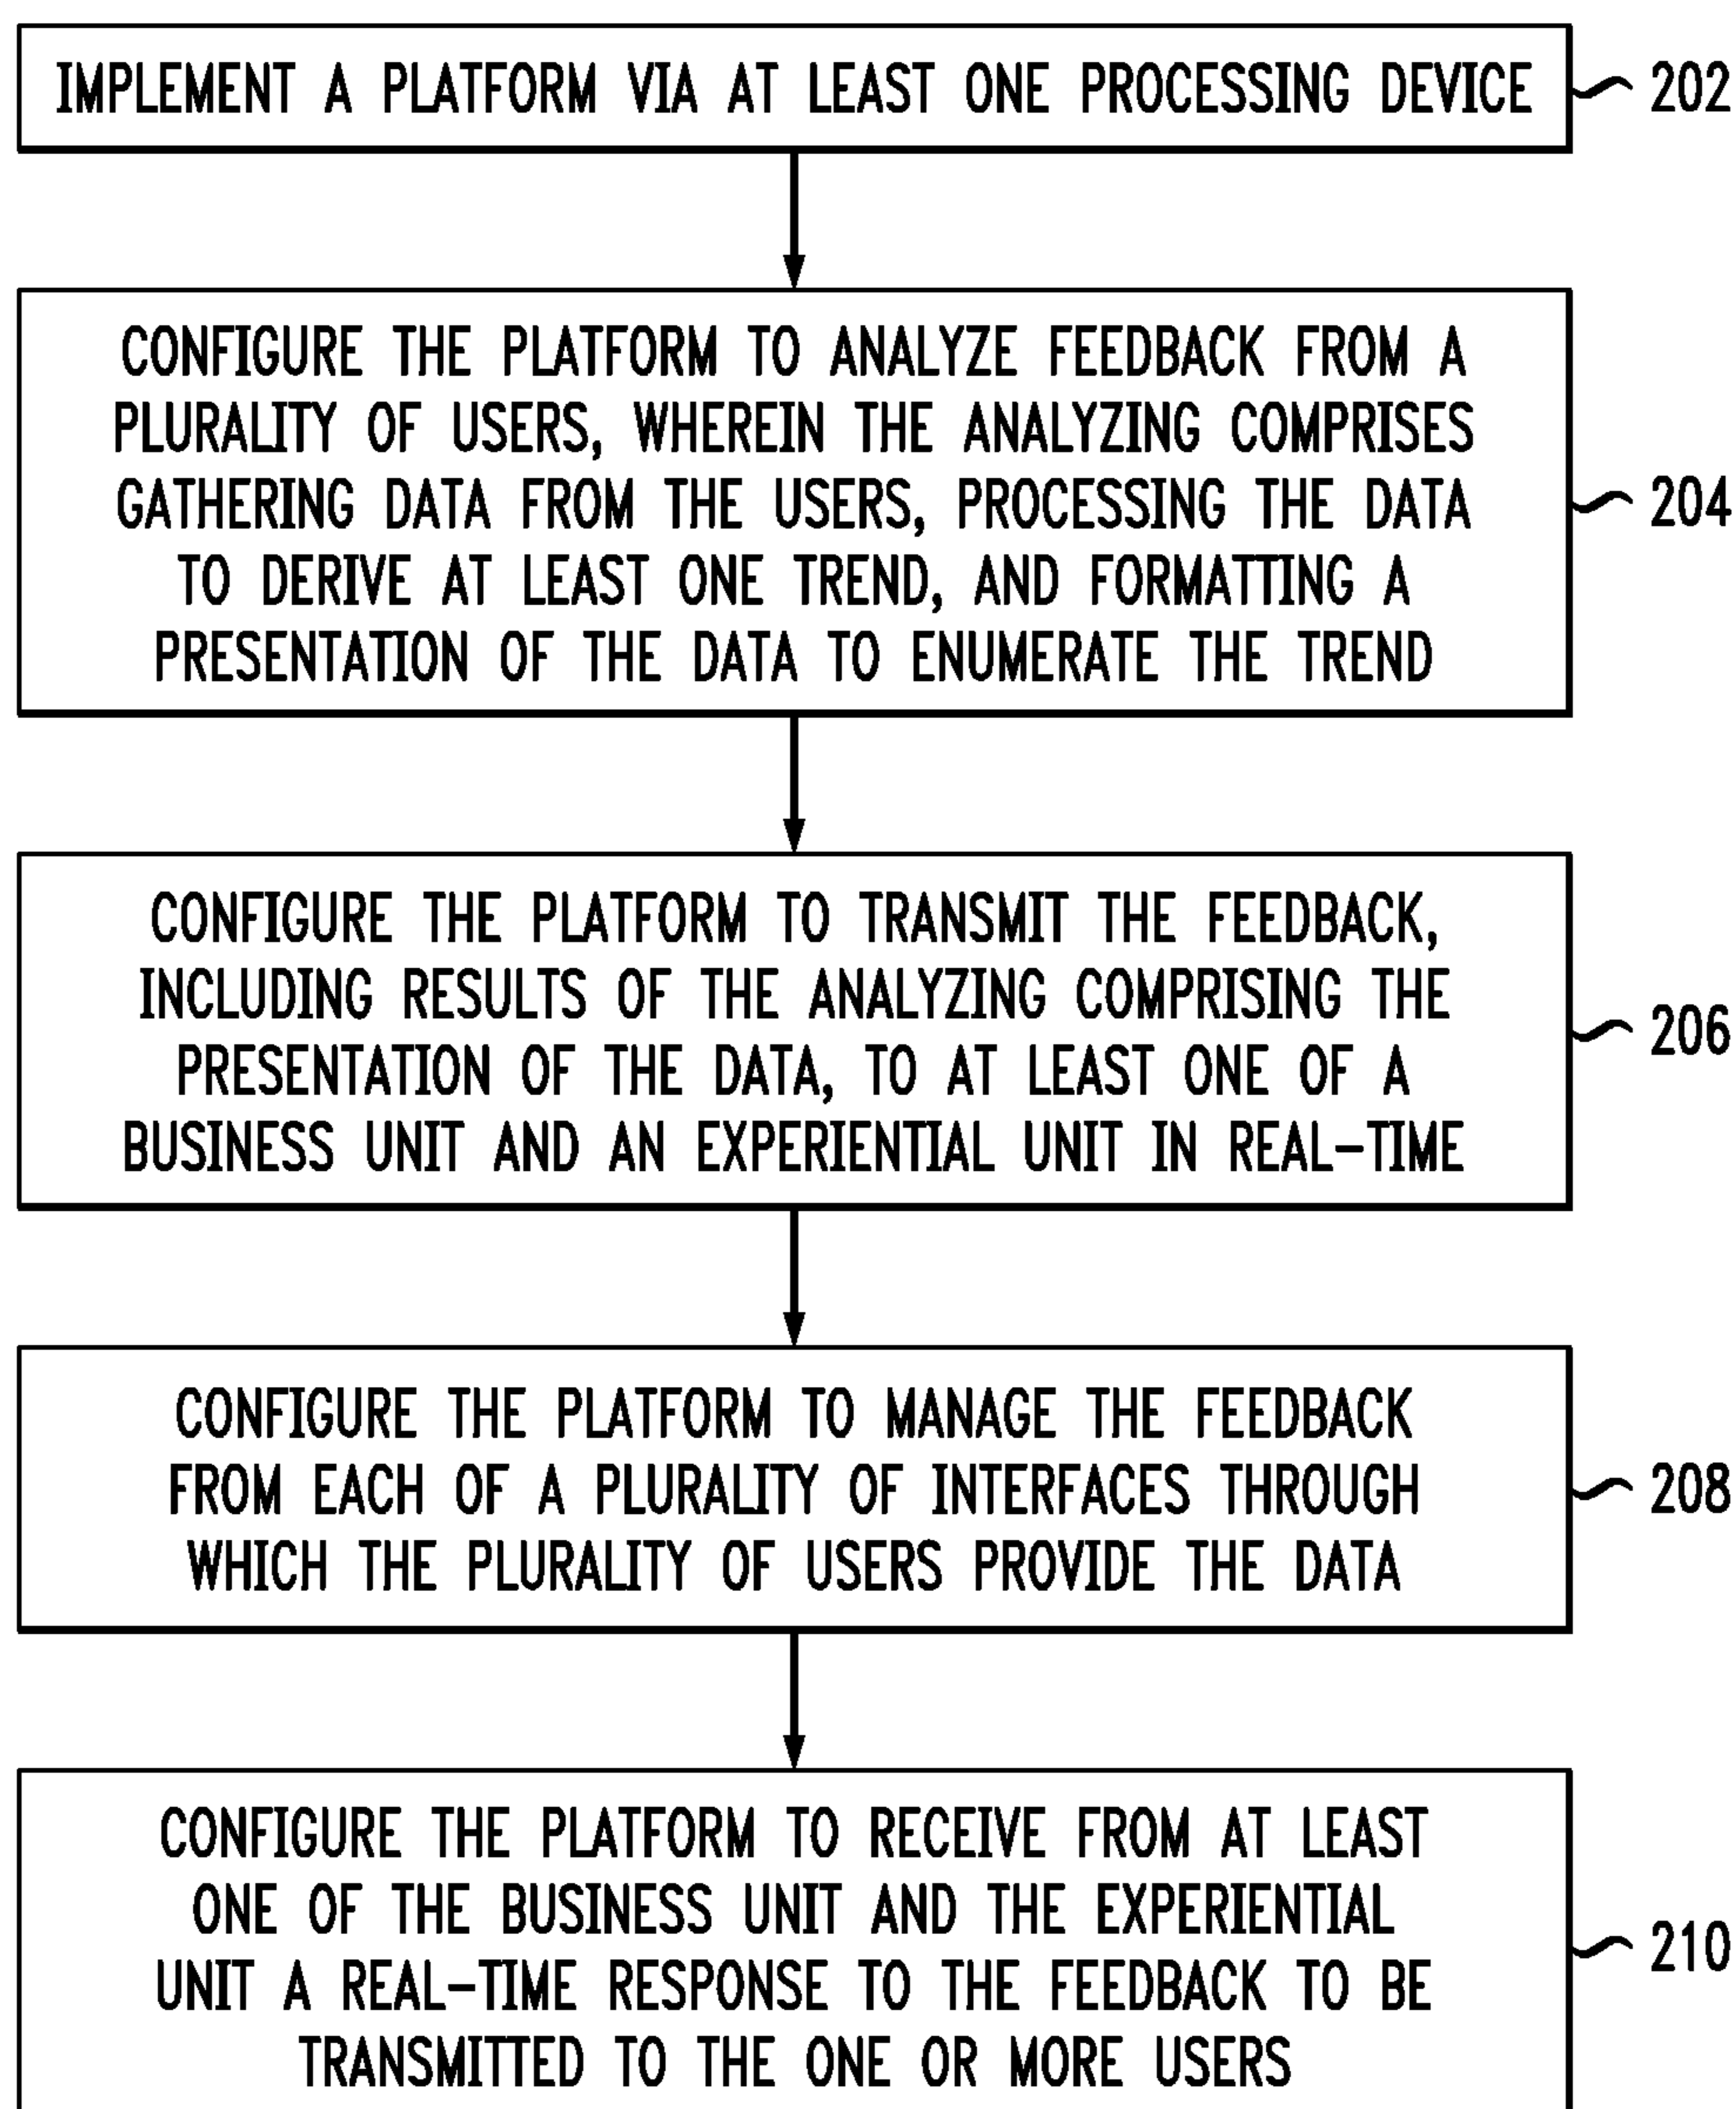 IMPLEMENT A PLATFORM VIA AT LEAST ONE PROCESSING DEVICE
202
CONFIGURE THE PLATFORM TO ANALYZE FEEDBACK FROM A
PLURALITY OF USERS, WHEREIN THE ANALYZING COMPRISES
GATHERING DATA FROM THE USERS, PROCESSING THE DATA
TO DERIVE AT LEAST ONE TREND, AND FORMATTING A
PRESENTATION OF THE DATA TO ENUMERATE THE TREND
204
CONFIGURE THE PLATFORM TO TRANSMIT THE FEEDBACK,
INCLUDING RESULTS OF THE ANALYZING COMPRISING THE
PRESENTATION OF THE DATA, TO AT LEAST ONE OF A
BUSINESS UNIT AND AN EXPERIENTIAL UNIT IN REAL-TIME
206
CONFIGURE THE PLATFORM TO MANAGE THE FEEDBACK
FROM EACH OF A PLURALITY OF INTERFACES THROUGH
WHICH THE PLURALITY OF USERS PROVIDE THE DATA
208
CONFIGURE THE PLATFORM TO RECEIVE FROM AT LEAST
ONE OF THE BUSINESS UNIT AND THE EXPERIENTIAL
UNIT A REAL-TIME RESPONSE TO THE FEEDBACK TO BE
TRANSMITTED TO THE ONE OR MORE USERS
210